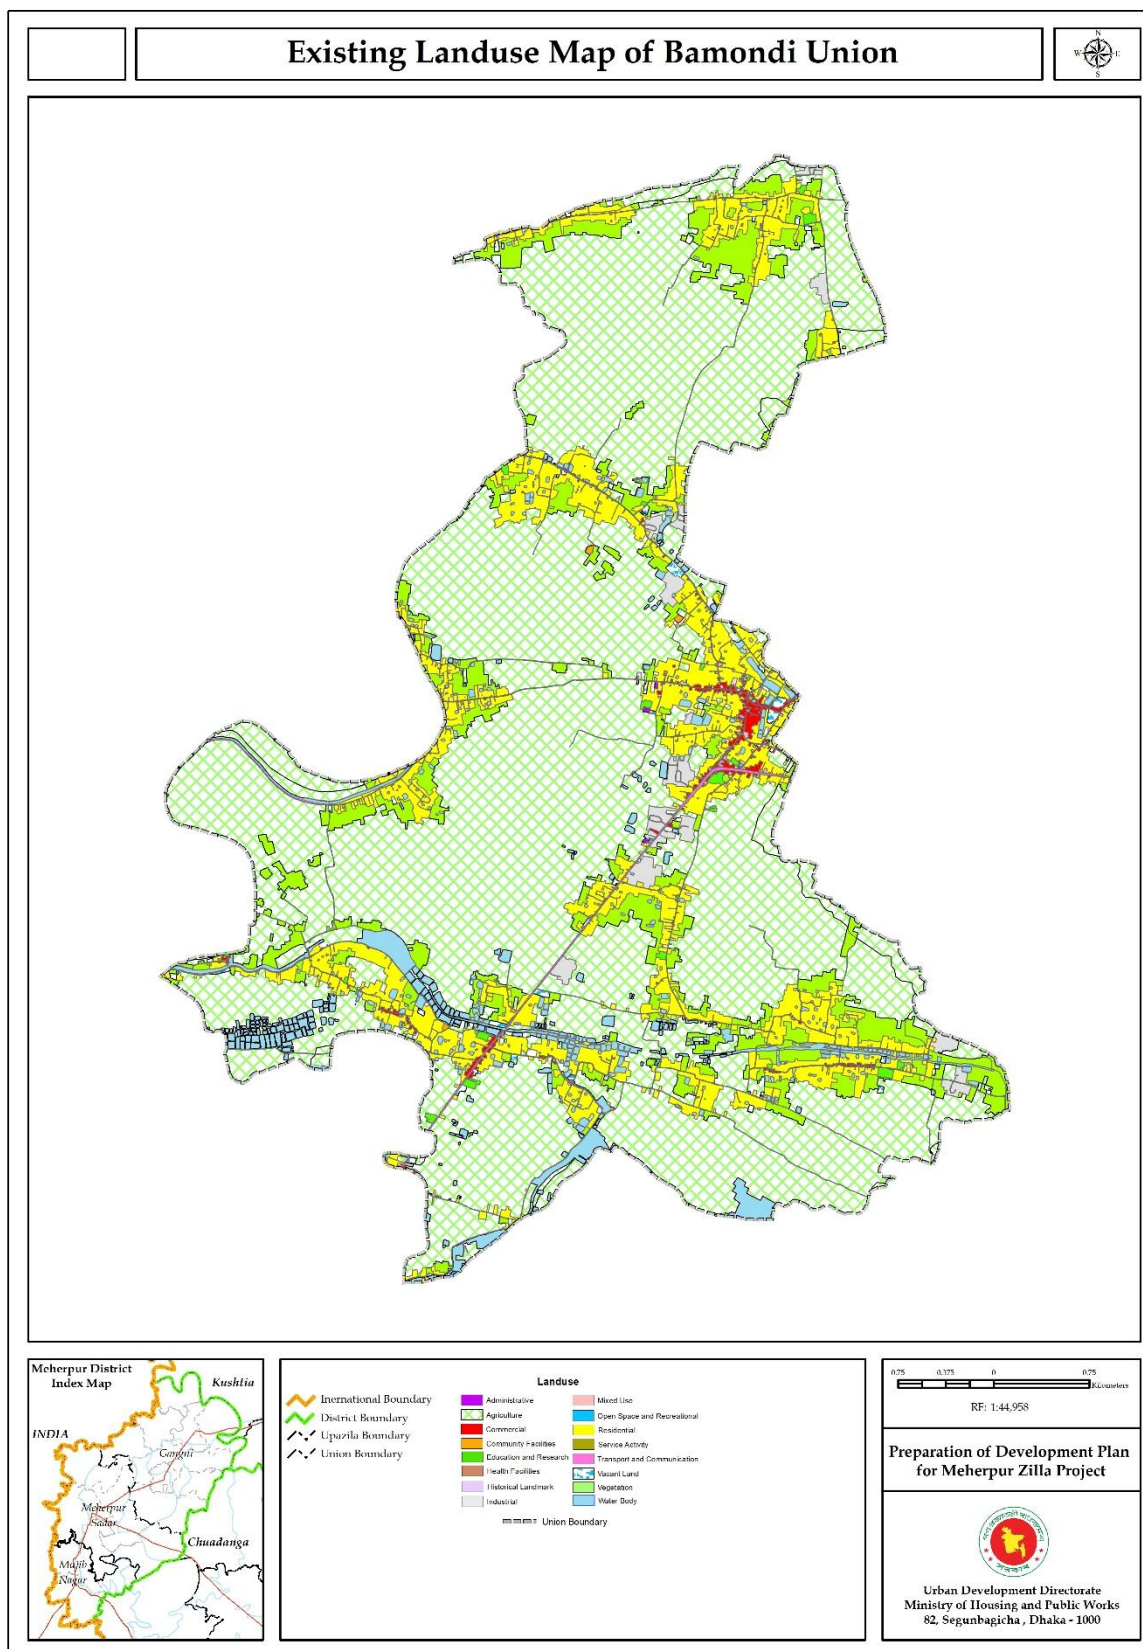 Existing Landuse Map of Bamondi Union
N
W
E
S
Meherpur District
Index Map
Kushtia
INDIA
Gangni
Meherpur
Sadar
Chuadanga
Mujib
Nagar
Inernational Boundary
District Boundary
Upazila Boundary
Union Boundary
Landuse
Administrative
Agriculture
Commercial
Community Facilities
Education and Research
Health Facilities
Historical Landmark
Industrial
Mixed Use
Open Space and Recreational
Residential
Service Activity
Transport and Communication
Vacant Land
Vegetation
Water Body
Union Boundary
0.75 0.375 0 0.75
Kilometers
RF: 1:44,958
Preparation of Development Plan
for Meherpur Zilla Project
Urban Development Directorate
Ministry of Housing and Public Works
82, Segunbagicha , Dhaka - 1000